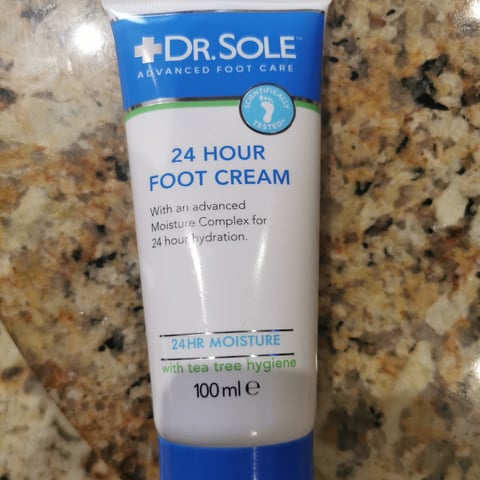 DR.SOLE™
ADVANCED FOOT CARE
SCIENTIFICALLY
TESTED*
24 HOUR
FOOT CREAM
With an advanced
Moisture Complex for
24 hour hydration.
24HR MOISTURE
with tea tree hygiene
100ml ℮